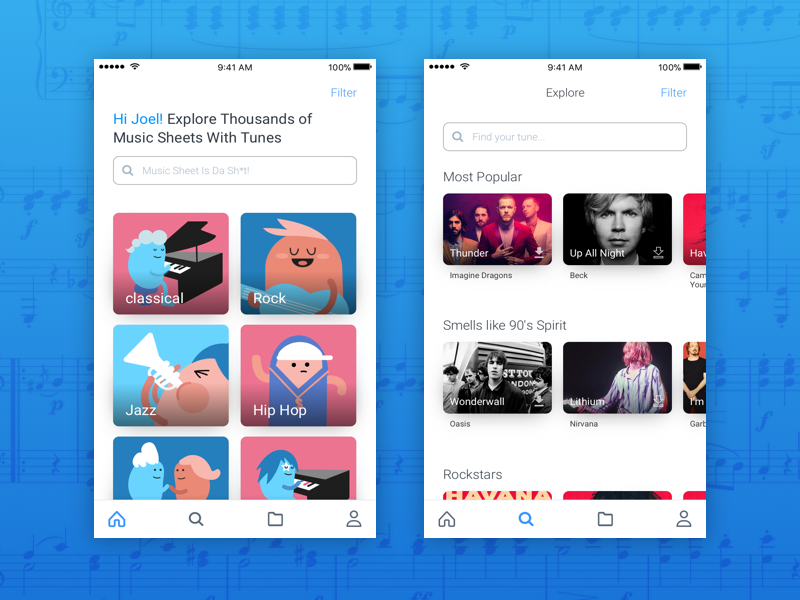 9:41 AM
100%
Filter
Hi Joel! Explore Thousands of
Music Sheets With Tunes
Music Sheet Is Da Sh*t!
classical
Rock
Jazz
Hip Hop
9:41 AM
100%
Explore
Filter
Find your tune...
Most Popular
Thunder
Up All Night
Hav
Imagine Dragons
Beck
Cam
Your
Smells like 90's Spirit
Wonderwall
Lithium
I'm
Oasis
Nirvana
Garb
Rockstars
HAVANA